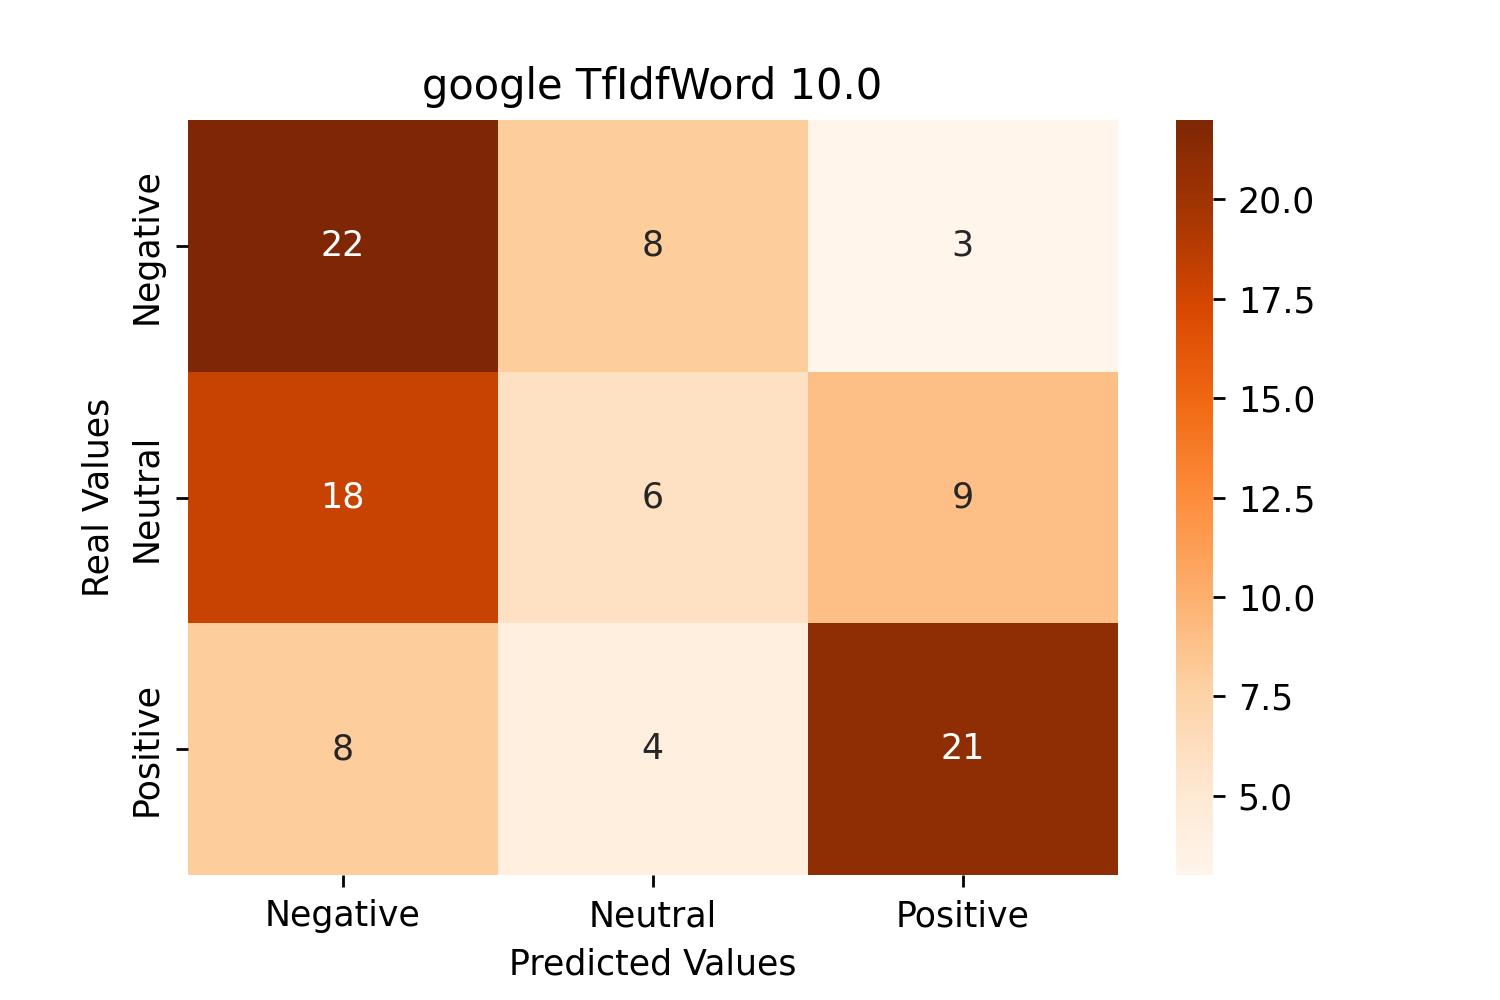 google TfIdfWord 10.0
Real Values
Negative
22 8 3
Neutral
18 6 9
Positive
8 4 21
Negative Neutral Positive
Predicted Values
20.0
17.5
15.0
12.5
10.0
7.5
5.0